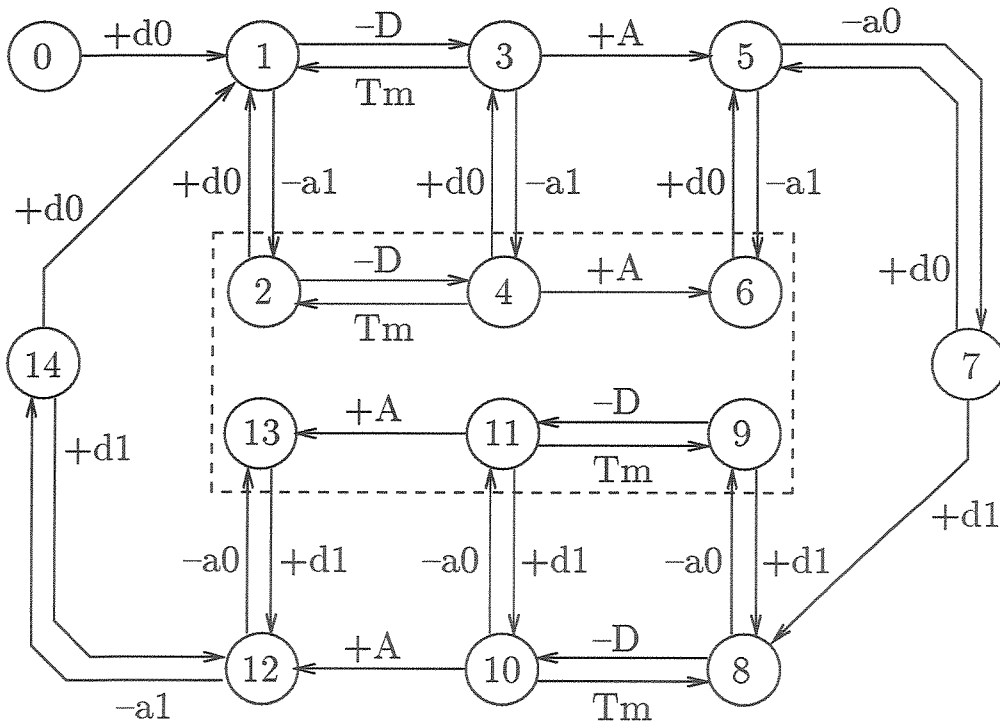 +d0 –D +A –a0
0 1 3 5
Tm
+d0 –a1 +d0 –a1 +d0 –a1
+d0
–D +A +d0
2 4 6
Tm
14 7
+A –D
13 11 9
+d1 Tm
+d1
–a0 +d1 –a0 +d1 –a0 +d1
+A –D
12 10 8
–a1 Tm